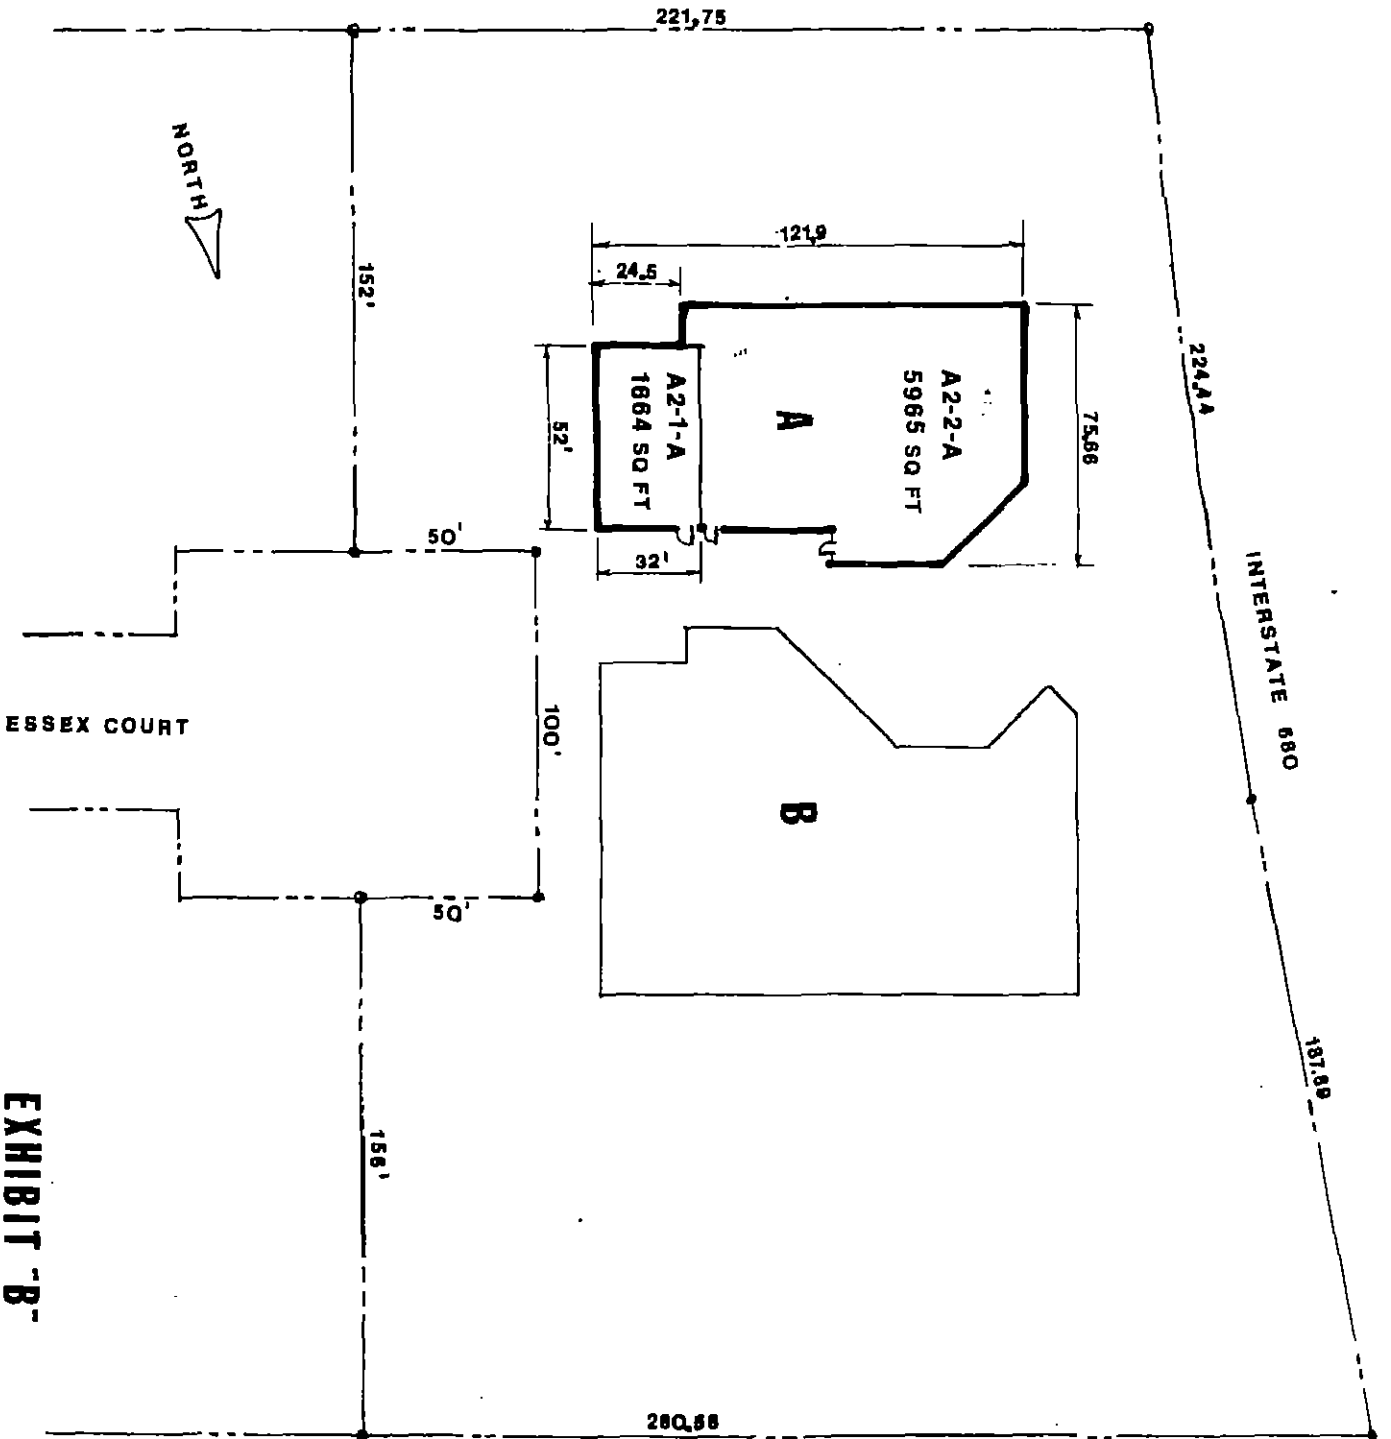 221.75
NORTH
152'
121.9
24.5
224.44
75.66
A2-2-A
5965 SQ FT
A
A2-1-A
1664 SQ FT
52'
32'
50'
INTERSTATE 680
ESSEX COURT
100'
B
50'
187.69
156'
EXHIBIT "B"
280.58